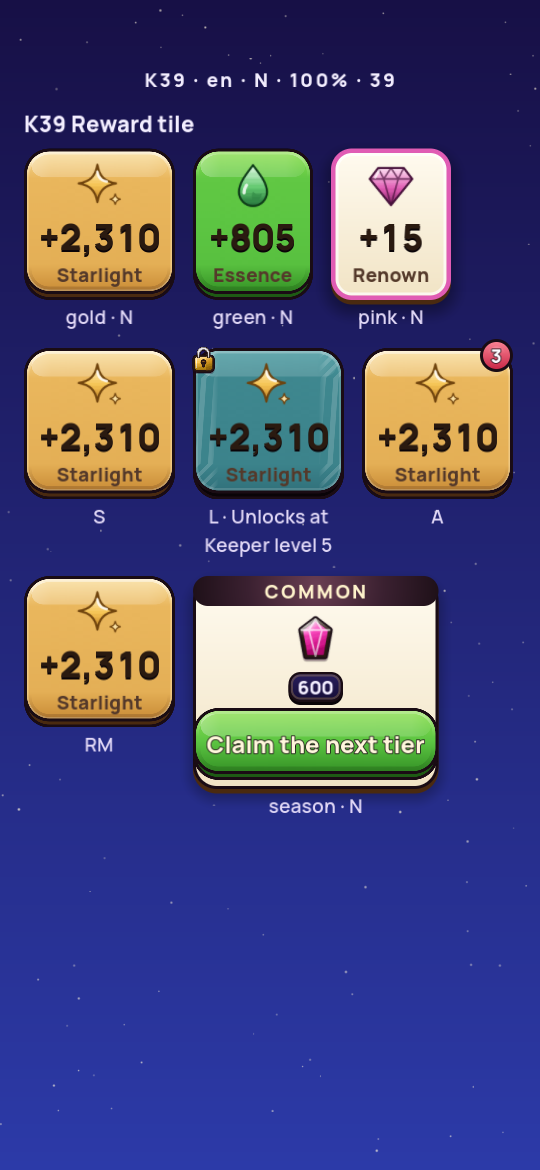 K39 · en · N · 100% · 39
K39 Reward tile
+2,310
Starlight
gold · N
+805
Essence
green · N
+15
Renown
pink · N
+2,310
Starlight
S
+2,310
Starlight
L · Unlocks at
Keeper level 5
3
+2,310
Starlight
A
+2,310
Starlight
RM
COMMON
600
Claim the next tier
season · N